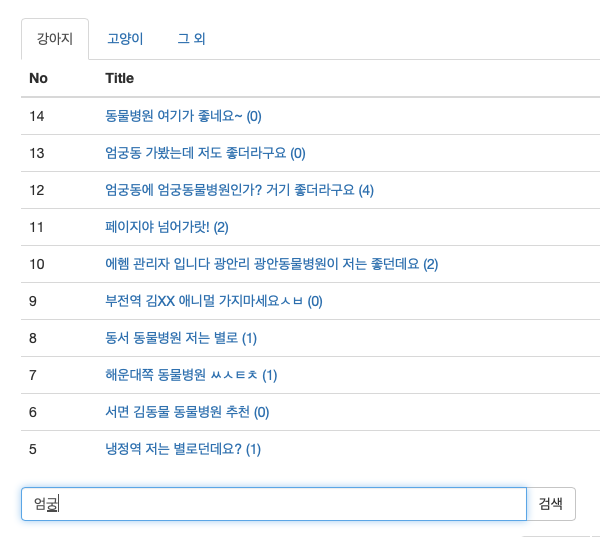 강아지 고양이 그 외
No Title
14 동물병원 여기가 좋네요~ (0)
13 엄궁동 가봤는데 저도 좋더라구요 (0)
12 엄궁동에 엄궁동물병원인가? 거기 좋더라구요 (4)
11 페이지야 넘어가랏! (2)
10 에헴 관리자 입니다 광안리 광안동물병원이 저는 좋던데요 (2)
9 부전역 김XX 애니멀 가지마세요ㅅㅂ (0)
8 동서 동물병원 저는 별로 (1)
7 해운대쪽 동물병원 ㅆㅅㅌㅊ (1)
6 서면 김동물 동물병원 추천 (0)
5 냉정역 저는 별로던데요? (1)
엄궁 검색